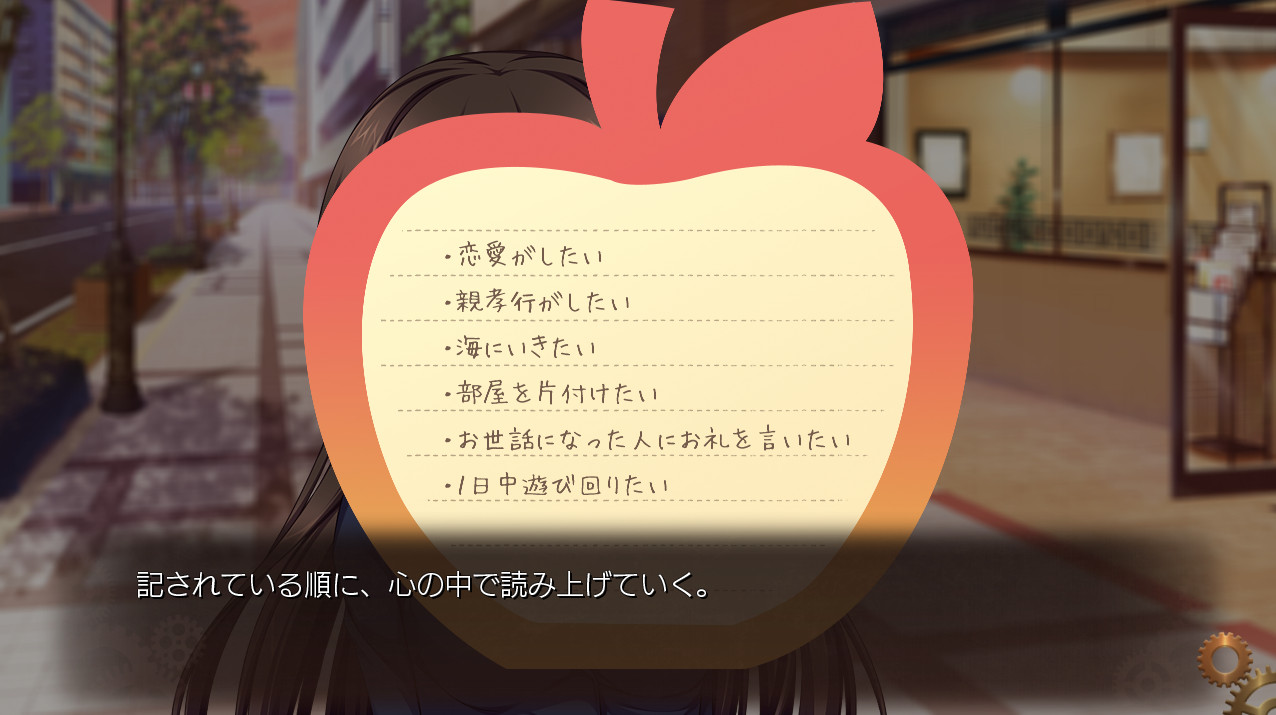 ・恋愛がしたい
・親孝行がしたい
・海にいきたい
・部屋を片付けたい
・お世話になった人にお礼を言いたい
・1日中遊び回りたい
記されている順に、心の中で読み上げていく。